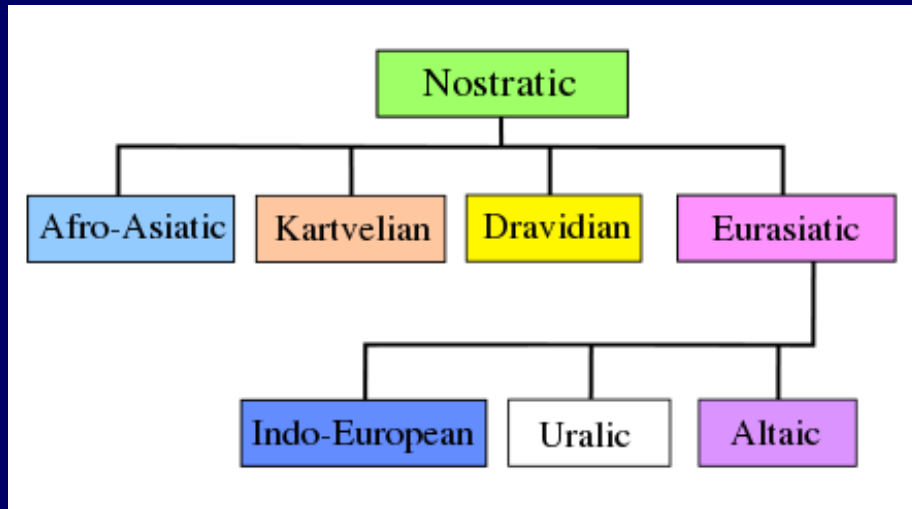 Nostratic
Afro-Asiatic
Kartvelian
Dravidian
Eurasiatic
Indo-European
Uralic
Altaic